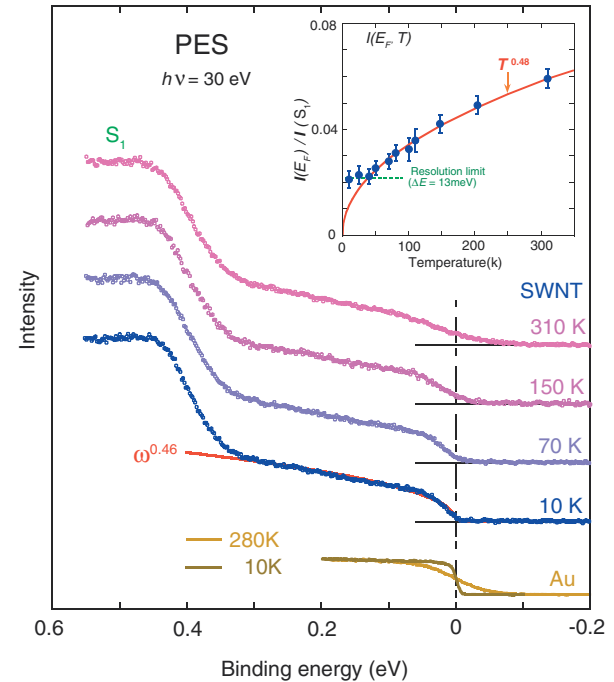 PES
hν = 30 eV
S1
I(EF, T)
0.08
0.04
0
I(EF) / I (S1)
T 0.48
Resolution limit
(ΔE = 13meV)
0
100
200
300
Temperature(k)
SWNT
310 K
150 K
70 K
10 K
ω0.46
280K
10K
Au
Intensity
0.6
0.4
0.2
0
-0.2
Binding energy (eV)